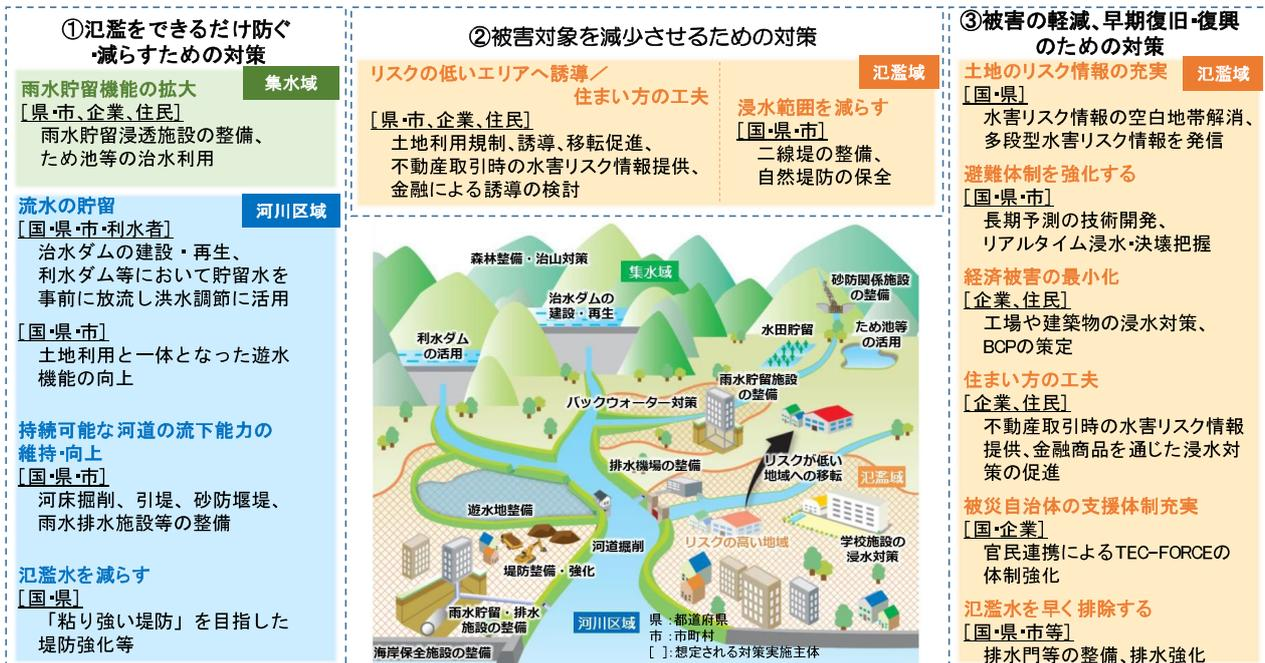 ①氾濫をできるだけ防ぐ
・減らすための対策
集水域
雨水貯留機能の拡大
[県・市、企業、住民]
雨水貯留浸透施設の整備、
ため池等の治水利用
河川区域
流水の貯留
[国・県・市・利水者]
治水ダムの建設・再生、
利水ダム等において貯留水を
事前に放流し洪水調節に活用
[国・県・市]
土地利用と一体となった遊水
機能の向上
持続可能な河道の流下能力の
維持・向上
[国・県・市]
河床掘削、引堤、砂防堰堤、
雨水排水施設等の整備
氾濫水を減らす
[国・県]
「粘り強い堤防」を目指した
堤防強化等
②被害対象を減少させるための対策
氾濫域
リスクの低いエリアへ誘導／
住まい方の工夫
[県・市、企業、住民]
土地利用規制、誘導、移転促進、
不動産取引時の水害リスク情報提供、
金融による誘導の検討
浸水範囲を減らす
[国・県・市]
二線堤の整備、
自然堤防の保全
森林整備・治山対策
集水域
治水ダムの
建設・再生
砂防関係施設
の整備
利水ダム
の活用
水田貯留
ため池等
の活用
雨水貯留施設
の整備
バックウォーター対策
排水機場の整備
リスクが低い
地域への移転
氾濫域
遊水地整備
河道掘削
リスクの高い地域
学校施設の
浸水対策
堤防整備・強化
雨水貯留・排水
施設の整備
河川区域
海岸保全施設の整備
県：都道府県
市：市町村
[ ]：想定される対策実施主体
③被害の軽減、早期復旧・復興
のための対策
氾濫域
土地のリスク情報の充実
[国・県]
水害リスク情報の空白地帯解消、
多段型水害リスク情報を発信
避難体制を強化する
[国・県・市]
長期予測の技術開発、
リアルタイム浸水・決壊把握
経済被害の最小化
[企業、住民]
工場や建築物の浸水対策、
BCPの策定
住まい方の工夫
[企業、住民]
不動産取引時の水害リスク情報
提供、金融商品を通じた浸水対
策の促進
被災自治体の支援体制充実
[国・企業]
官民連携によるTEC-FORCEの
体制強化
氾濫水を早く排除する
[国・県・市等]
排水門等の整備、排水強化